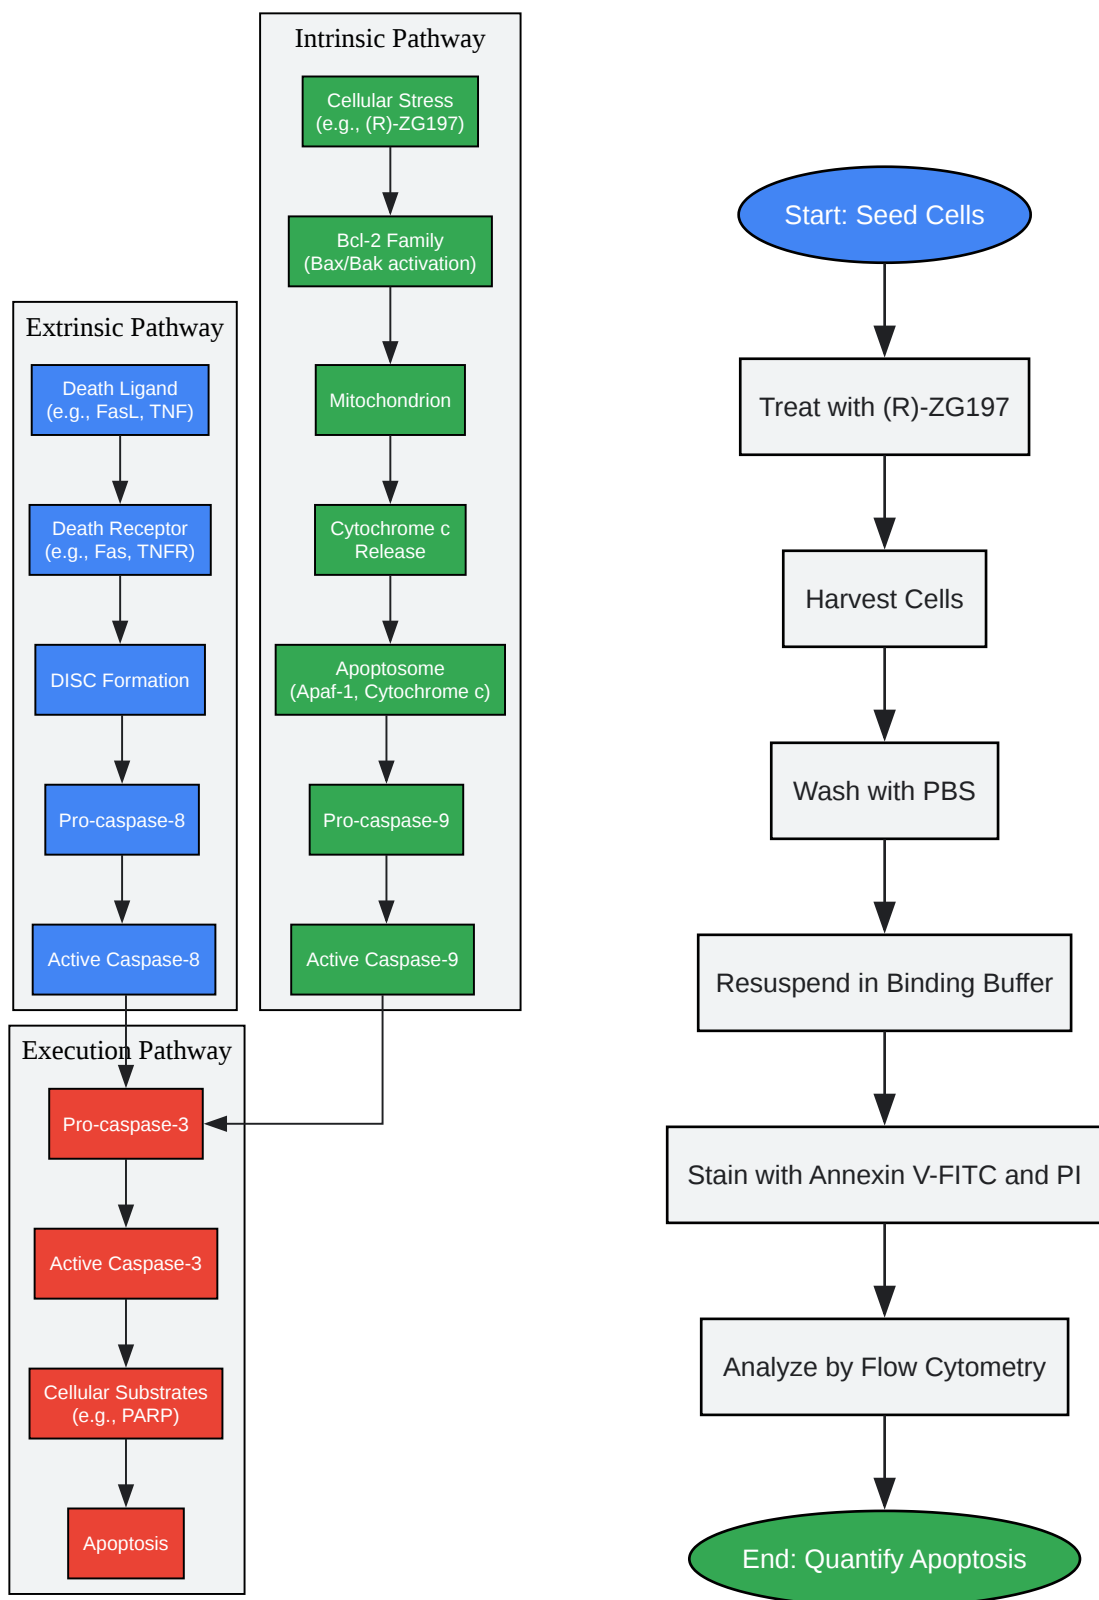 Intrinsic Pathway
Cellular Stress
(e.g., (R)-ZG197)
Bcl-2 Family
(Bax/Bak activation)
Mitochondrion
Cytochrome c
Release
Apoptosome
(Apaf-1, Cytochrome c)
Pro-caspase-9
Active Caspase-9
Extrinsic Pathway
Death Ligand
(e.g., FasL, TNF)
Death Receptor
(e.g., Fas, TNFR)
DISC Formation
Pro-caspase-8
Active Caspase-8
Execution Pathway
Pro-caspase-3
Active Caspase-3
Cellular Substrates
(e.g., PARP)
Apoptosis
Start: Seed Cells
Treat with (R)-ZG197
Harvest Cells
Wash with PBS
Resuspend in Binding Buffer
Stain with Annexin V-FITC and PI
Analyze by Flow Cytometry
End: Quantify Apoptosis